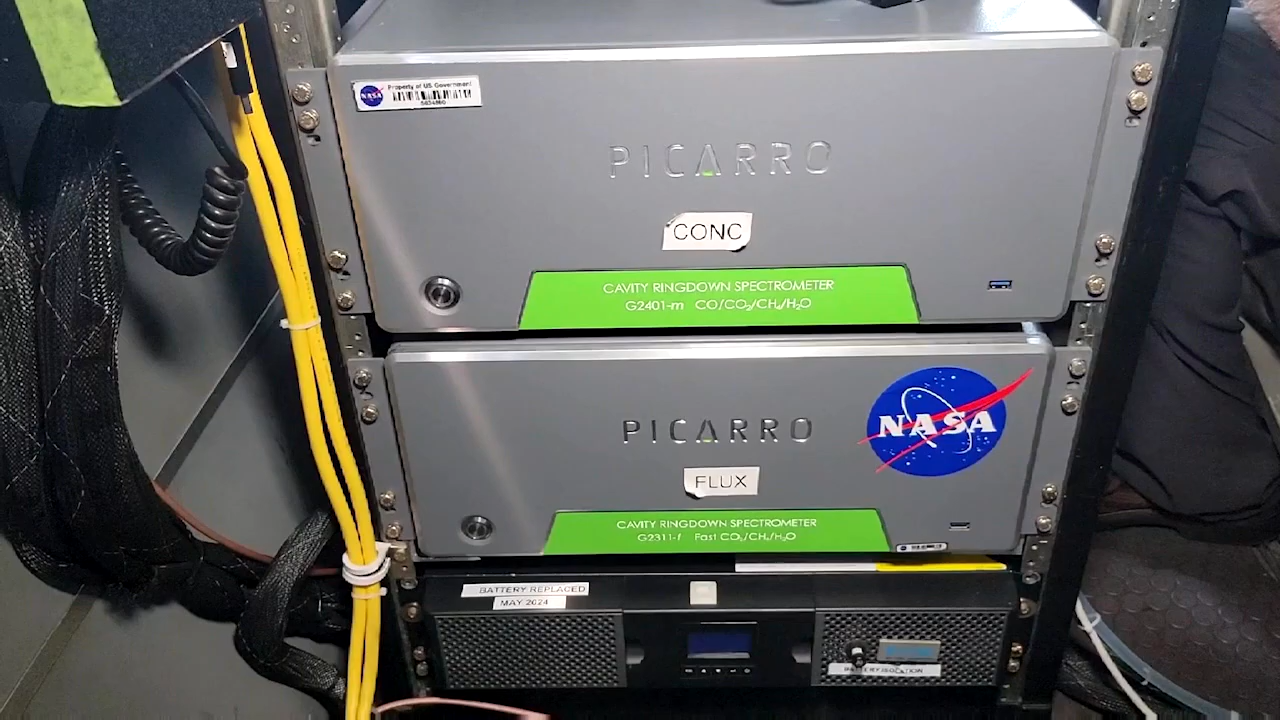 Property of US Government
NASA
PICARRO
CONC
CAVITY RINGDOWN SPECTROMETER
G2401-m CO/CO₂/CH₄/H₂O
PICARRO
NASA
FLUX
CAVITY RINGDOWN SPECTROMETER
G2311-f Fast CO₂/CH₄/H₂O
BATTERY REPLACED
MAY 2024
BATTERY ISOLATION